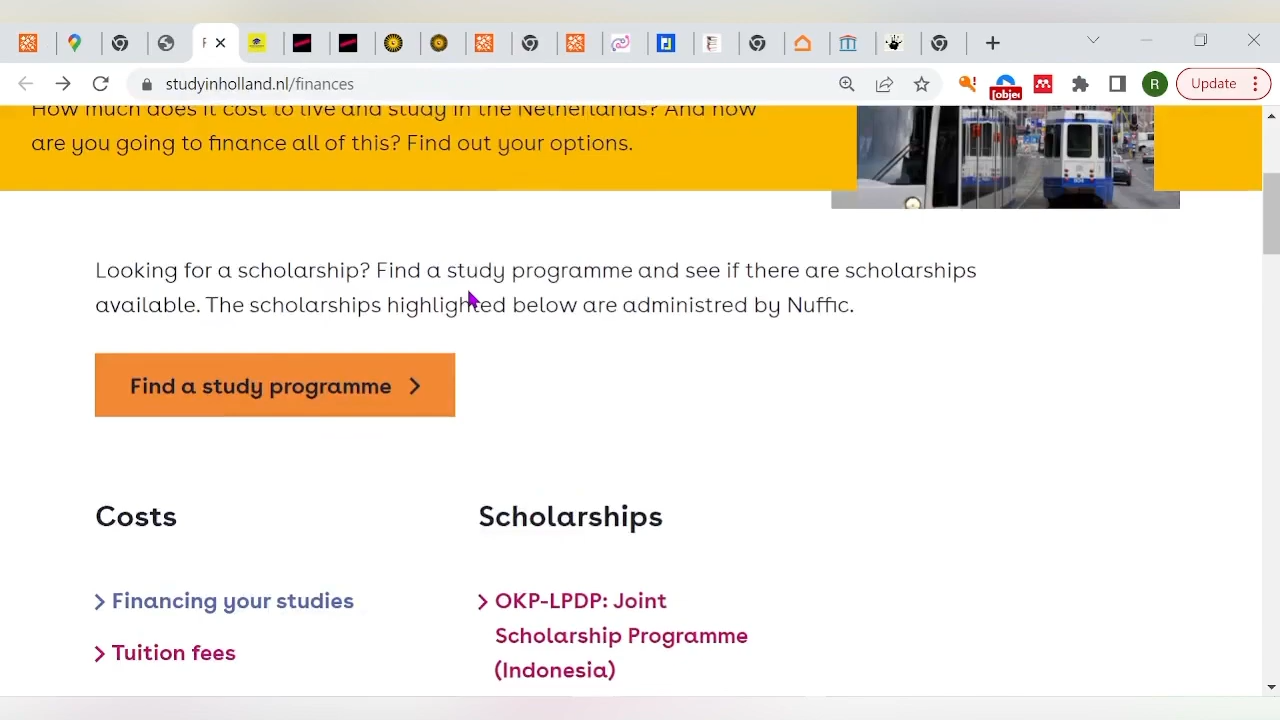 F
studyinholland.nl/finances
[objec
R
Update
How much does it cost to live and study in the Netherlands? And how
are you going to finance all of this? Find out your options.
Looking for a scholarship? Find a study programme and see if there are scholarships
available. The scholarships highlighted below are administred by Nuffic.
Find a study programme
Costs
Scholarships
Financing your studies
OKP-LPDP: Joint
Scholarship Programme
(Indonesia)
Tuition fees